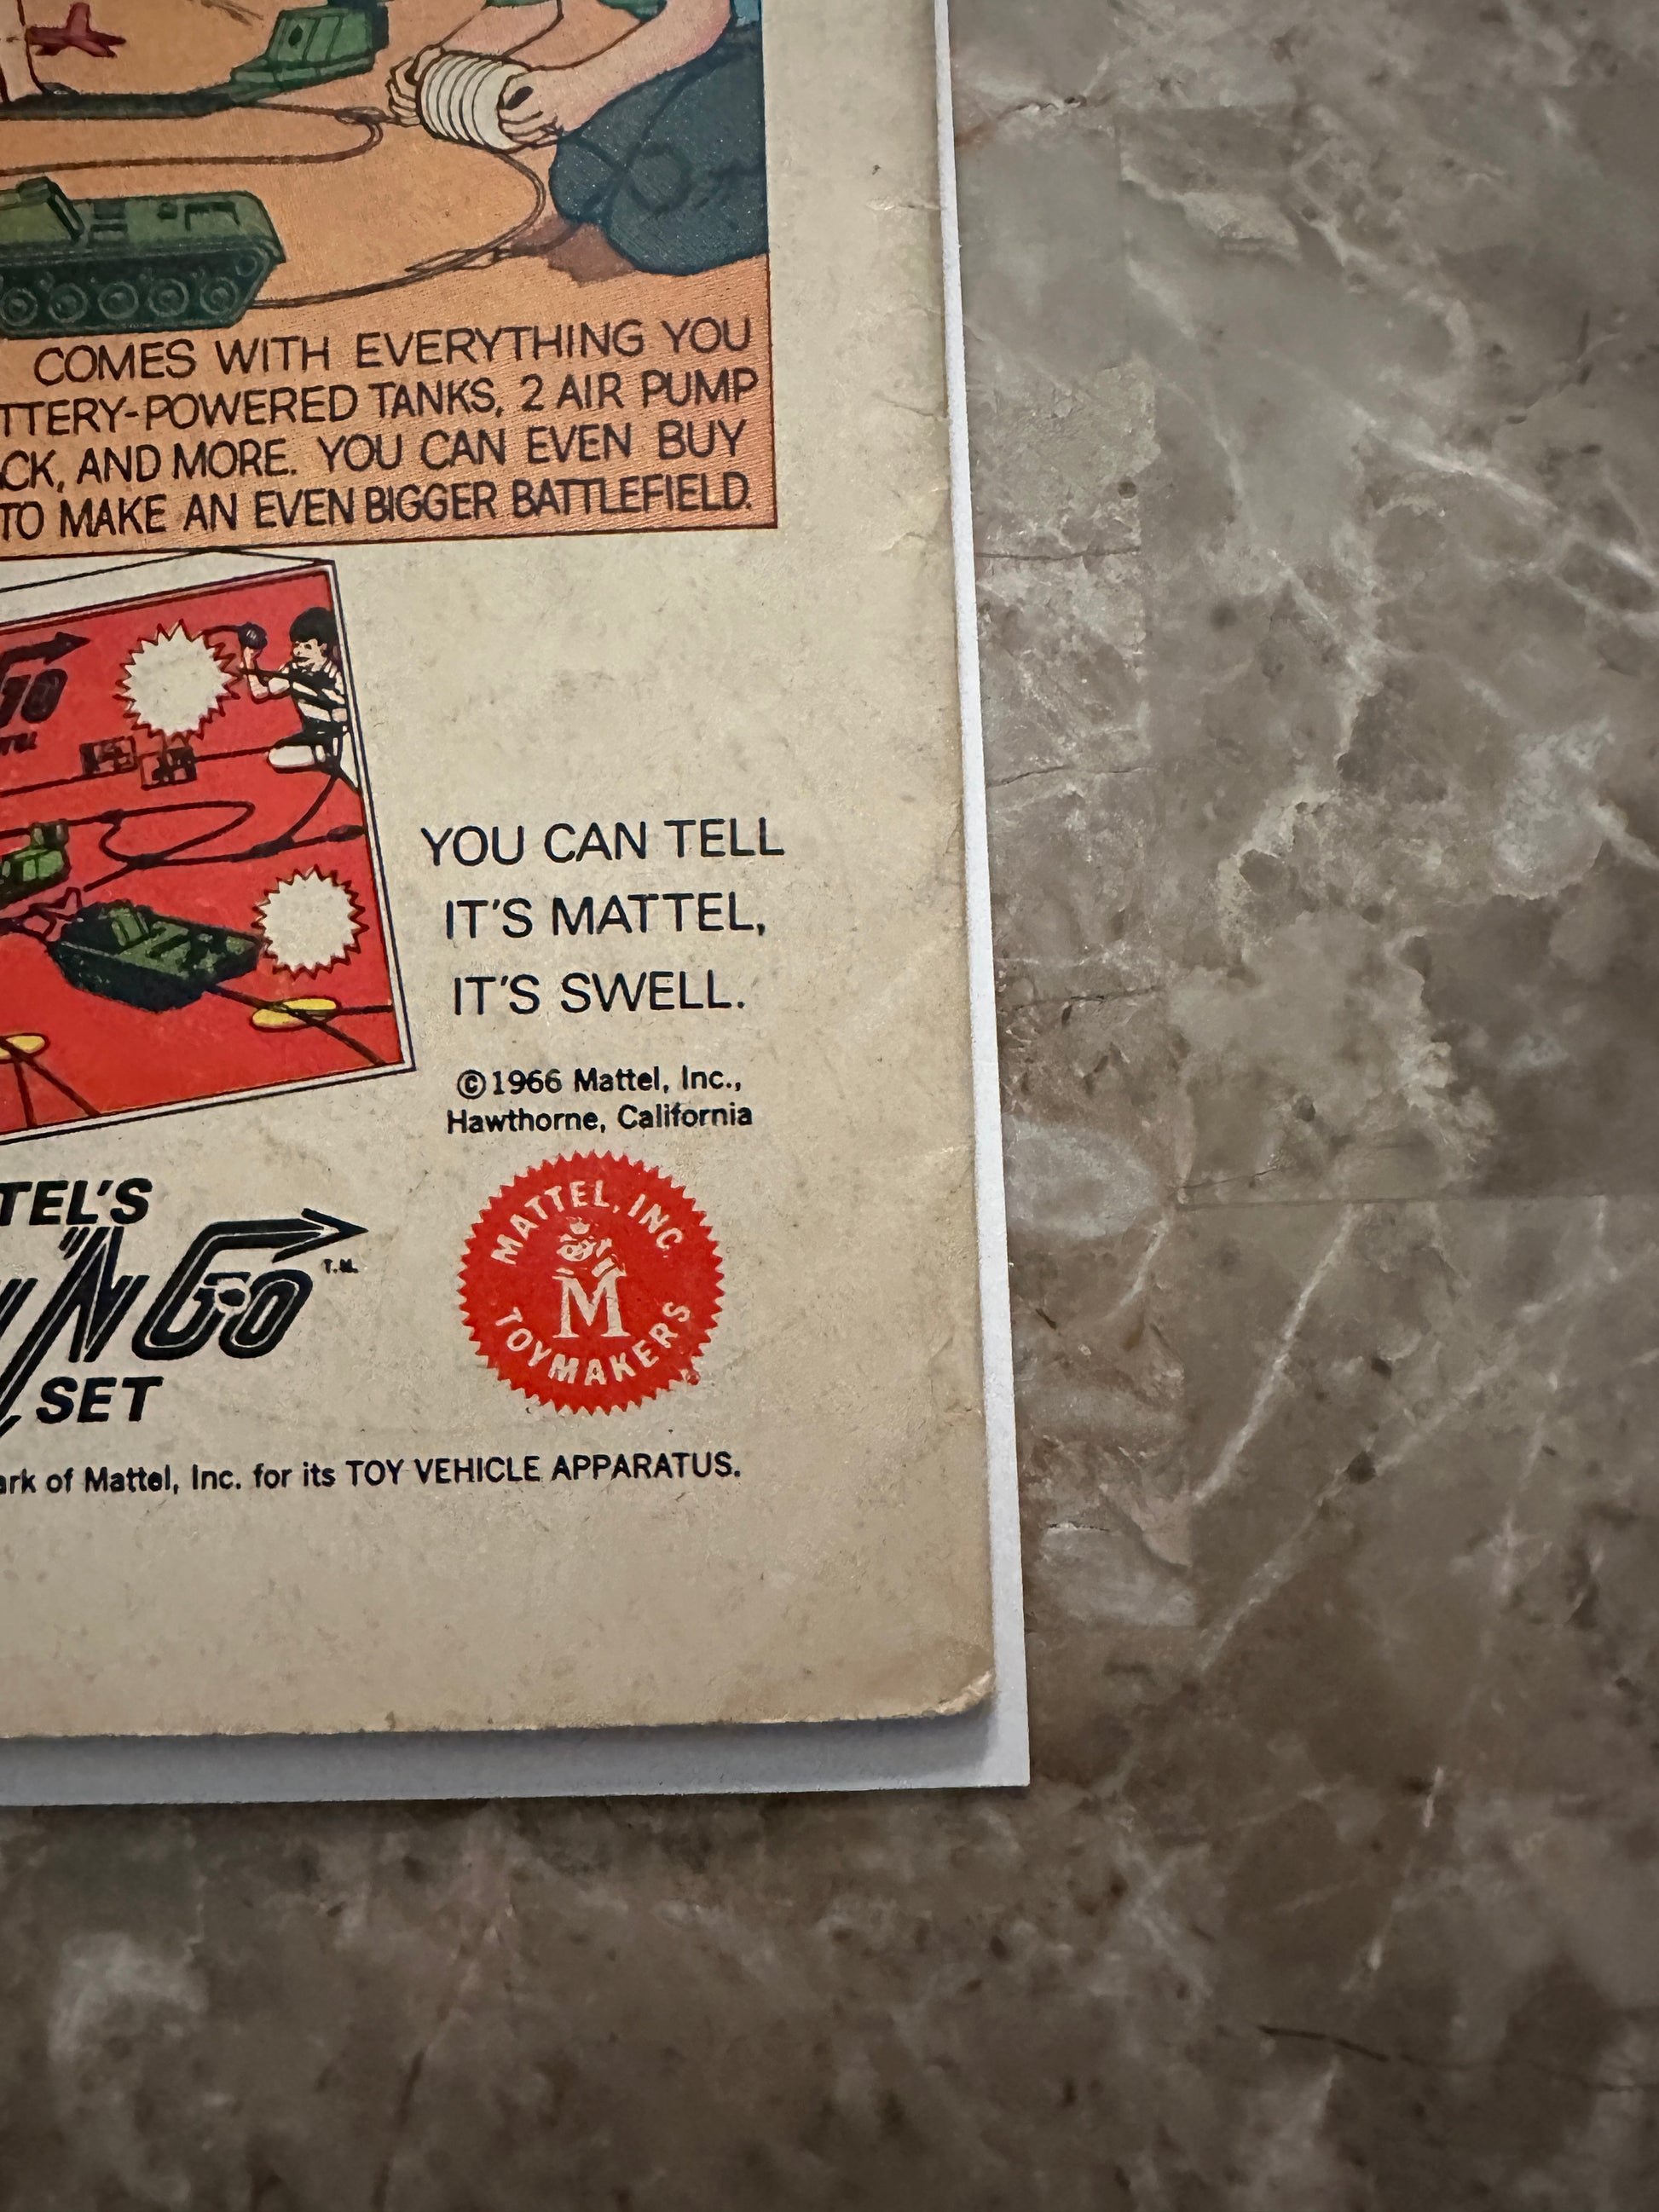 COMES WITH EVERYTHING YOU
TTERY-POWERED TANKS, 2 AIR PUMP
CK, AND MORE. YOU CAN EVEN BUY
TO MAKE AN EVEN BIGGER BATTLEFIELD.
GO
YOU CAN TELL
IT'S MATTEL,
IT'S SWELL.
©1966 Mattel, Inc.,
Hawthorne, California
TEL'S
'N GO T.M.
SET
MATTEL, INC.
M
TOYMAKERS
ark of Mattel, Inc. for its TOY VEHICLE APPARATUS.